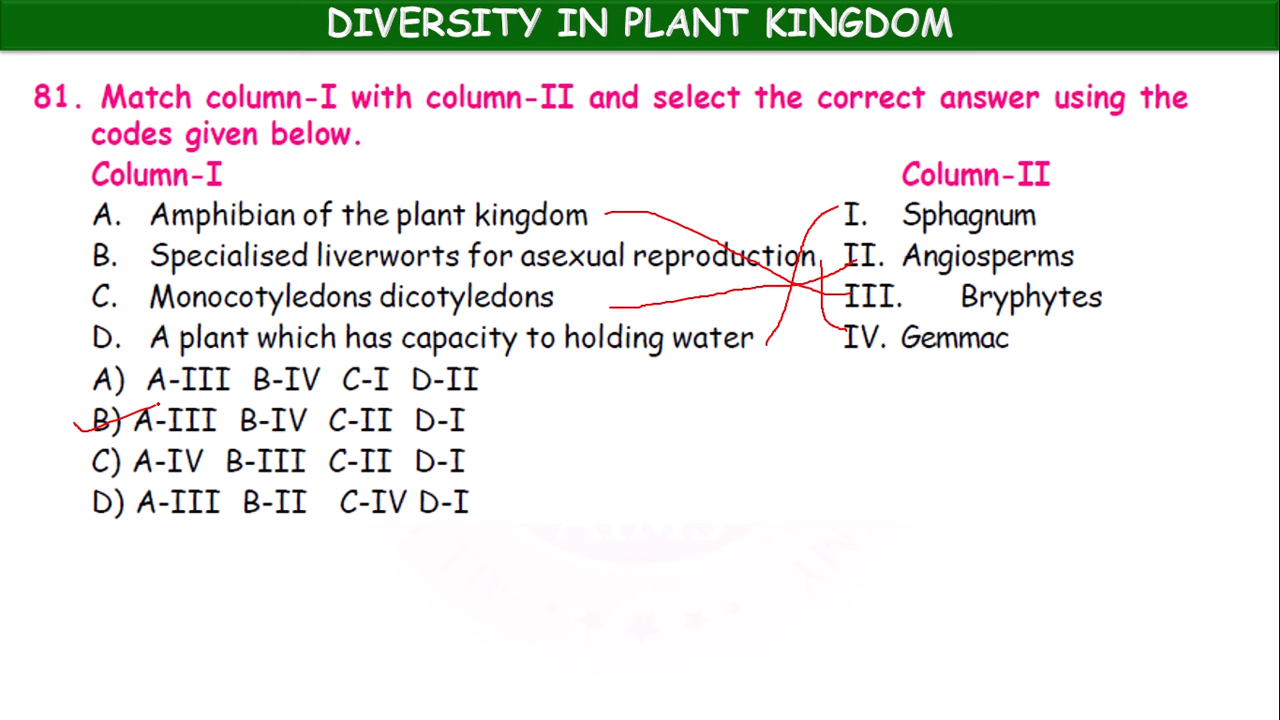 DIVERSITY IN PLANT KINGDOM
81. Match column-I with column-II and select the correct answer using the
codes given below.
Column-I Column-II
A. Amphibian of the plant kingdom I. Sphagnum
B. Specialised liverworts for asexual reproduction II. Angiosperms
C. Monocotyledons dicotyledons III. Bryphytes
D. A plant which has capacity to holding water IV. Gemmac
A) A-III B-IV C-I D-II
B) A-III B-IV C-II D-I
C) A-IV B-III C-II D-I
D) A-III B-II C-IV D-I
AIMS